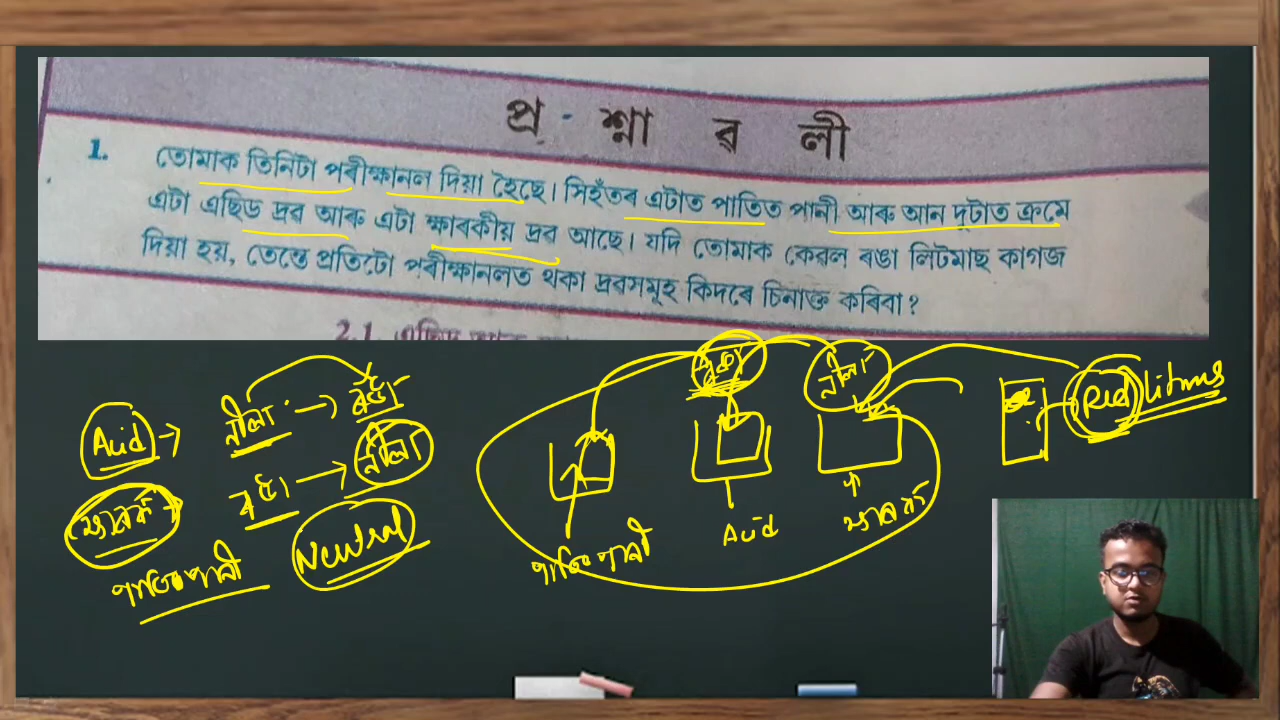 প্ৰ শ্না ৱ লী
1. তোমাক তিনিটা পৰীক্ষানল দিয়া হৈছে। সিহঁতৰ এটাত পাতিত পানী আৰু আন দুটাত ক্ৰমে
এটা এছিড দ্ৰৱ আৰু এটা ক্ষাৰকীয় দ্ৰৱ আছে। যদি তোমাক কেৱল ৰঙা লিটমাছ কাগজ
দিয়া হয়, তেন্তে প্ৰতিটো পৰীক্ষানলত থকা দ্ৰৱসমূহ কিদৰে চিনাক্ত কৰিবা?
Acid → নীলা → ৰঙা
ক্ষাৰক → ৰঙা → নীলা
পাতিত পানী Neutral
ৰঙা নীলা Red litmus
পাতিত পানী Acid ক্ষাৰক